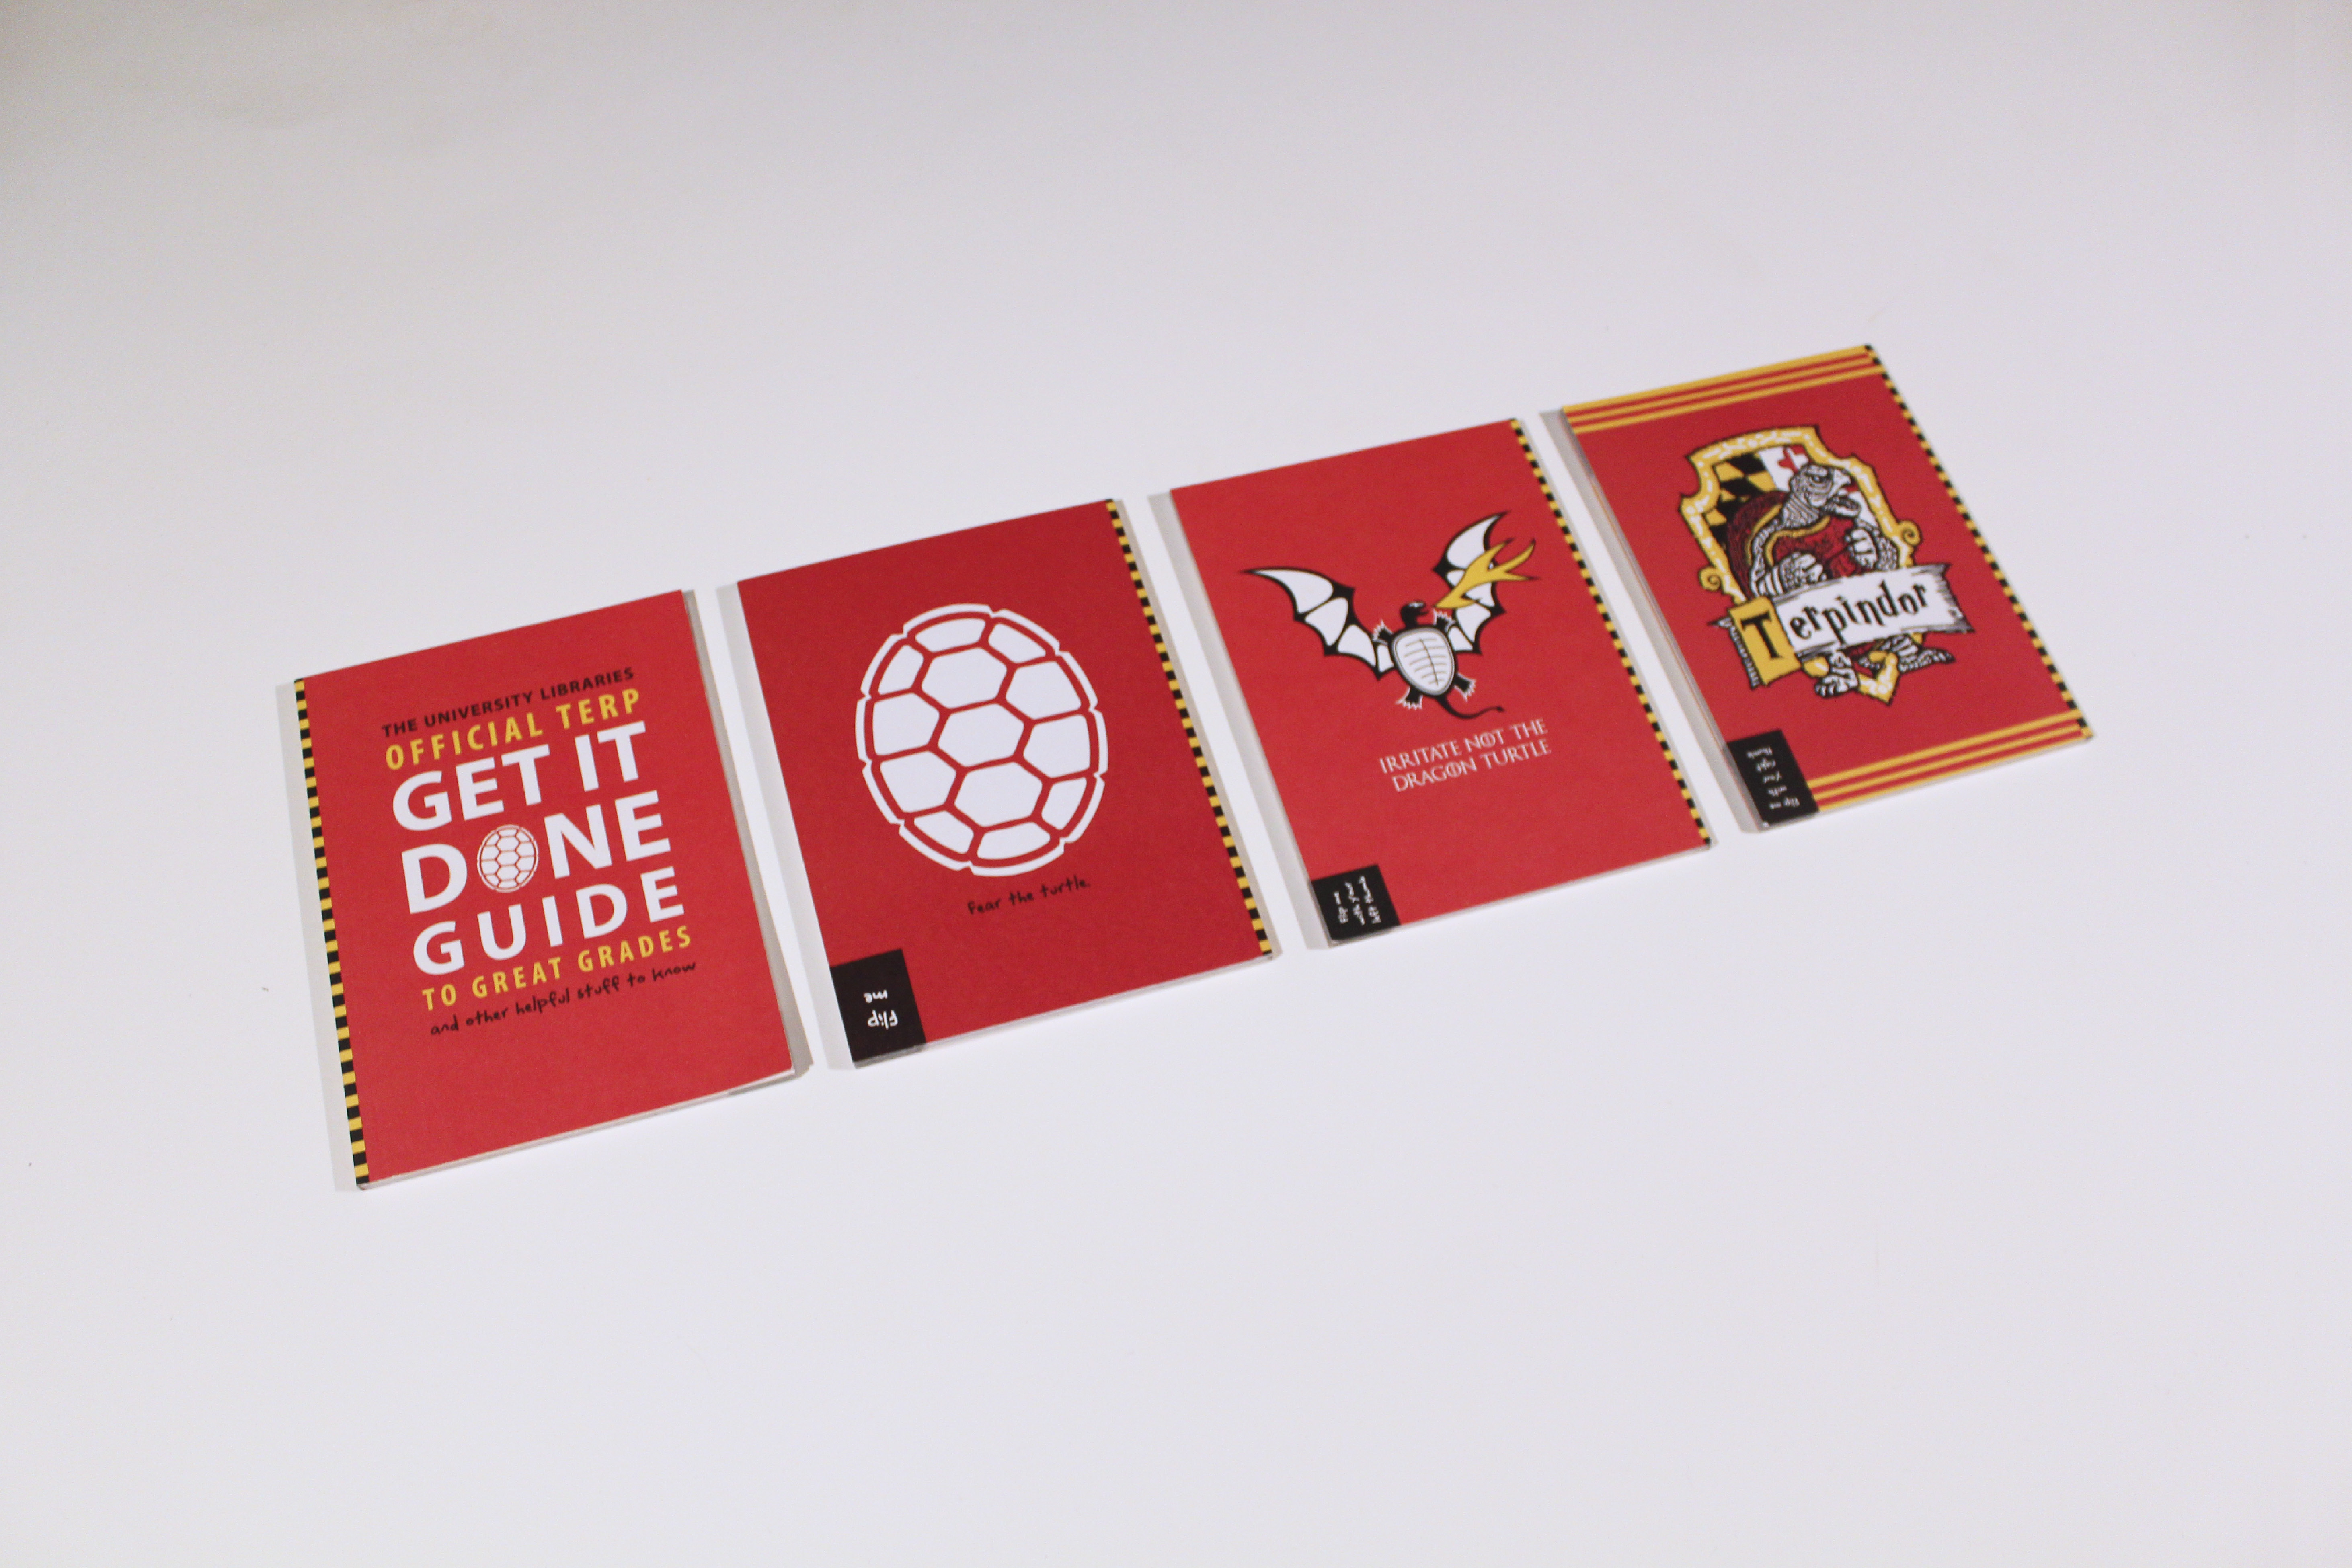 THE UNIVERSITY LIBRARIES
OFFICIAL TERP
GET IT
DONE
GUIDE
TO GREAT GRADES
and other helpful stuff to know
fear the turtle.
flip
me
IRRITATE NOT THE
DRAGON TURTLE
Terpindor